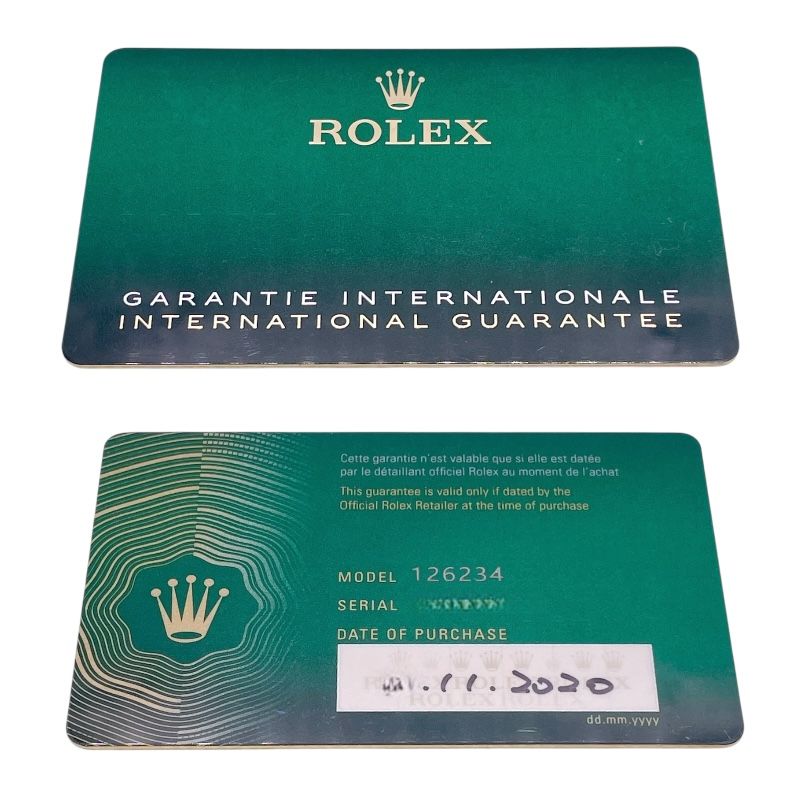 ROLEX
GARANTIE INTERNATIONALE
INTERNATIONAL GUARANTEE
Cette garantie n'est valable que si elle est datée
par le détaillant officiel Rolex au moment de l'achat
This guarantee is valid only if dated by the
Official Rolex Retailer at the time of purchase
MODEL 126234
SERIAL
DATE OF PURCHASE
.11.2020
ROLEX ROLEX
dd.mm.yyyy